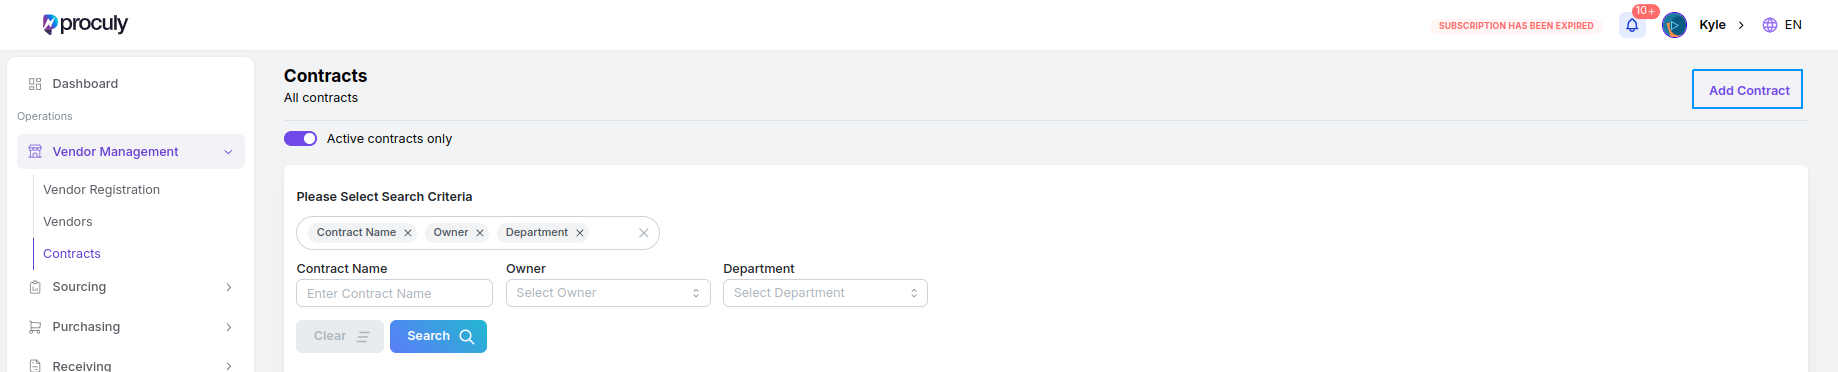 proculy
SUBSCRIPTION HAS BEEN EXPIRED
10+
Kyle
EN
Dashboard
Operations
Vendor Management
Vendor Registration
Vendors
Contracts
Sourcing
Purchasing
Receiving
Contracts
All contracts
Add Contract
Active contracts only
Please Select Search Criteria
Contract Name Owner Department
Contract Name Owner Department
Enter Contract Name Select Owner Select Department
Clear Search